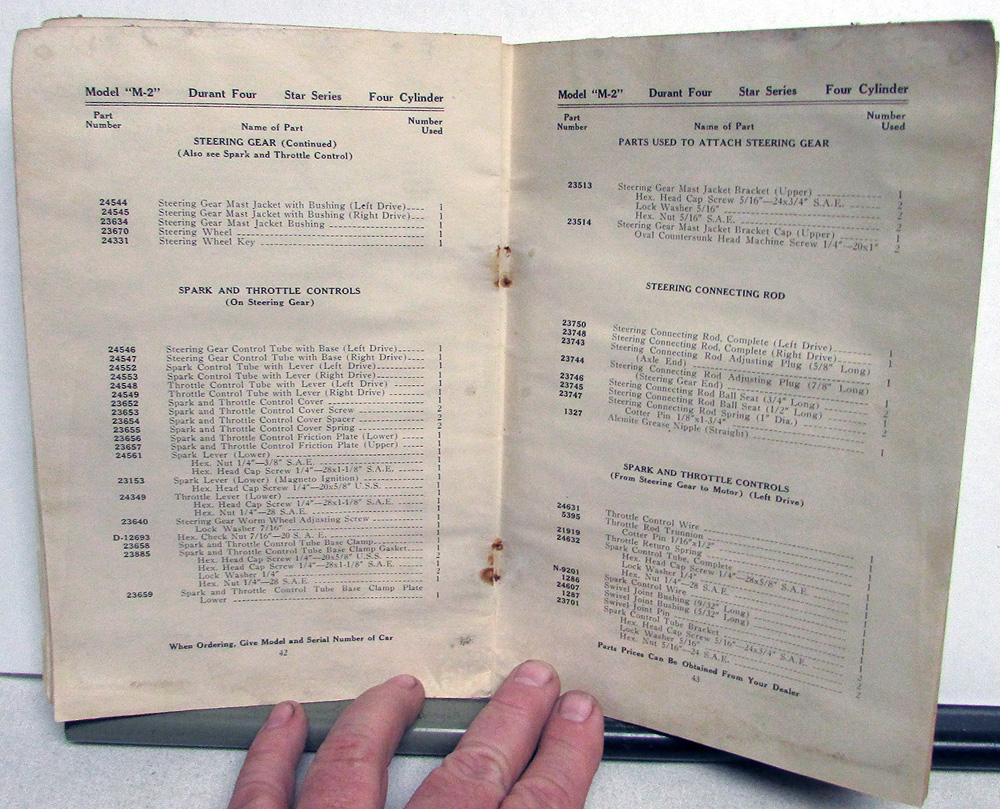 Model "M-2" Durant Four Star Series Four Cylinder
Part Number Name of Part Number Used
STEERING GEAR (Continued)
(Also see Spark and Throttle Control)
24544 Steering Gear Mast Jacket with Bushing (Left Drive) 1
24545 Steering Gear Mast Jacket with Bushing (Right Drive) 1
23634 Steering Gear Mast Jacket Bushing 1
23670 Steering Wheel 1
24331 Steering Wheel Key 1
SPARK AND THROTTLE CONTROLS
(On Steering Gear)
24546 Steering Gear Control Tube with Base (Left Drive) 1
24547 Steering Gear Control Tube with Base (Right Drive) 1
24552 Spark Control Tube with Lever (Left Drive) 1
24553 Spark Control Tube with Lever (Right Drive) 1
24548 Throttle Control Tube with Lever (Left Drive) 1
24549 Throttle Control Tube with Lever (Right Drive) 1
23652 Spark and Throttle Control Cover 1
23653 Spark and Throttle Control Cover Screw 2
23654 Spark and Throttle Control Cover Spacer 2
23655 Spark and Throttle Control Cover Spring 2
23656 Spark and Throttle Control Friction Plate (Lower) 1
23657 Spark and Throttle Control Friction Plate (Upper) 1
24561 Spark Lever (Lower) 1
Hex. Nut 1/4"—3/8" S.A.E. 1
Hex. Head Cap Screw 1/4"—28x1-1/8" S.A.E. 1
23153 Spark Lever (Lower) (Magneto Ignition) 1
Hex. Head Cap Screw 1/4"—20x5/8" U.S.S. 1
24349 Throttle Lever (Lower) 1
Hex. Head Cap Screw 1/4"—28x1-1/8" S.A.E. 1
Hex. Nut 1/4"—28 S.A.E. 1
23640 Steering Gear Worm Wheel Adjusting Screw 1
Lock Washer 7/16" 1
D-12693 Hex. Check Nut 7/16"—20 S. A. E. 1
23658 Spark and Throttle Control Tube Base Clamp 1
23885 Spark and Throttle Control Tube Base Clamp Gasket 1
Hex. Head Cap Screw 1/4"—20x5/8" U.S.S.
Hex. Head Cap Screw 1/4"—28x1-1/8" S.A.E.
Lock Washer 1/4"
Hex. Nut 1/4"—28 S.A.E.
23659 Spark and Throttle Control Tube Base Clamp Plate
Lower 1
When Ordering, Give Model and Serial Number of Car
42
Model "M-2" Durant Four Star Series Four Cylinder
Part Number Name of Part Number Used
PARTS USED TO ATTACH STEERING GEAR
23513 Steering Gear Mast Jacket Bracket (Upper) 1
Hex. Head Cap Screw 5/16"—24x3/4" S.A.E. 2
Lock Washer 5/16" 2
Hex. Nut 5/16" S.A.E. 2
23514 Steering Gear Mast Jacket Bracket Cap (Upper) 1
Oval Countersunk Head Machine Screw 1/4"—20x1" 2
STEERING CONNECTING ROD
23750 Steering Connecting Rod, Complete (Left Drive) 1
23748 Steering Connecting Rod, Complete (Right Drive) 1
23743 Steering Connecting Rod Adjusting Plug (5/8" Long)
(Axle End) 1
23744 Steering Connecting Rod Adjusting Plug (7/8" Long)
(Steering Gear End) 1
23746 Steering Connecting Rod Ball Seat (3/4" Long)
23745 Steering Connecting Rod Ball Seat (1/2" Long)
23747 Steering Connecting Rod Spring (1" Dia.)
Cotter Pin 1/8"x1-3/4"
1327 Alemite Grease Nipple (Straight)
SPARK AND THROTTLE CONTROLS
(From Steering Gear to Motor) (Left Drive)
24631 Throttle Control Wire 1
5395 Throttle Rod Trunnion 1
Cotter Pin 1/16"x1/2" 1
21919 Throttle Return Spring 1
24632 Spark Control Tube, Complete 1
Hex. Head Cap Screw 1/4"—28x5/8" S.A.E.
Lock Washer 1/4"
Hex. Nut 1/4"—28 S.A.E.
N-9201 Spark Control Wire
1286 Swivel Joint Bushing (9/32" Long)
24607 Swivel Joint Bushing (5/32" Long)
1287 Swivel Joint Pin
23701 Spark Control Tube Bracket
Hex. Head Cap Screw 5/16"—24x3/4" S.A.E.
Lock Washer 5/16"
Hex. Nut 5/16"—24 S.A.E.
Parts Prices Can Be Obtained From Your Dealer
43